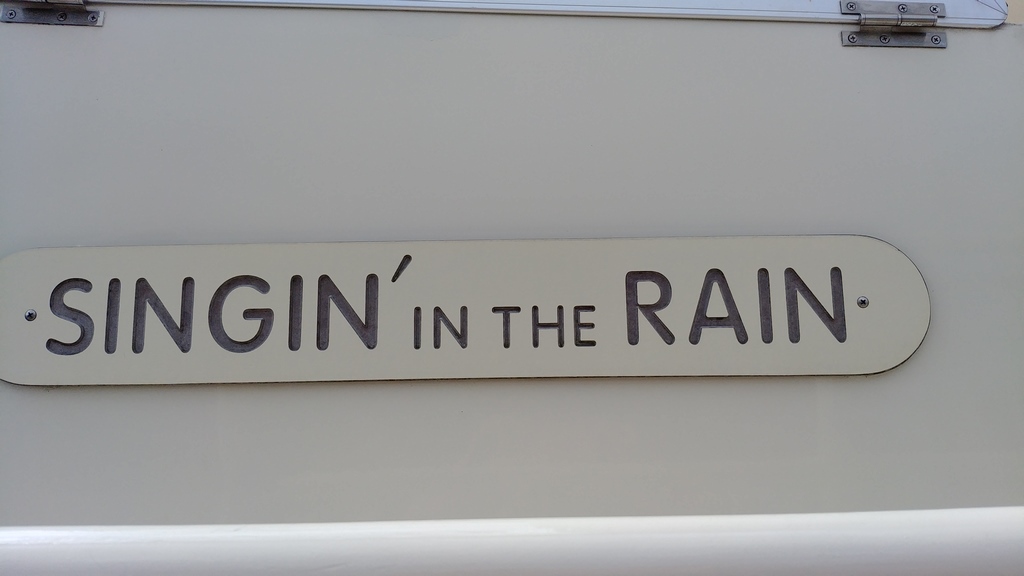 SINGIN' IN THE RAIN